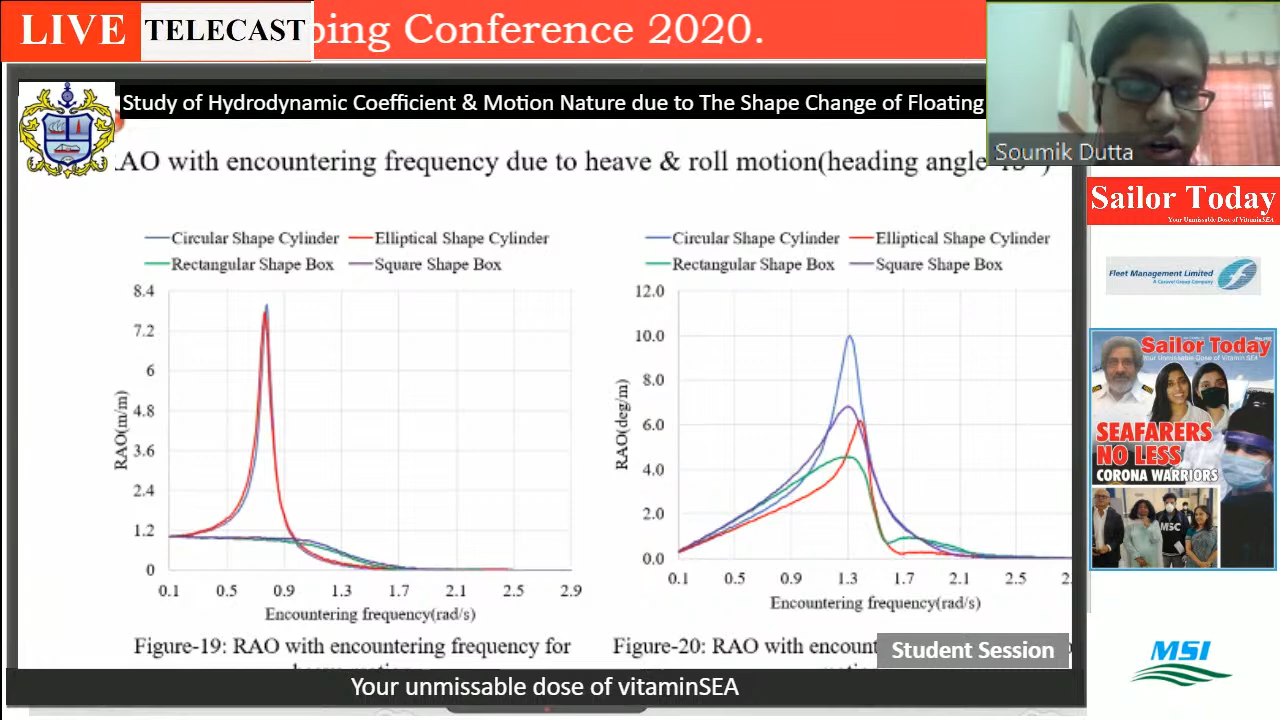 LIVE TELECAST ping Conference 2020.
Study of Hydrodynamic Coefficient & Motion Nature due to The Shape Change of Floating
Soumik Dutta
RAO with encountering frequency due to heave & roll motion(heading angle
Sailor Today
Your Unmissable Dose of VitaminSEA
Circular Shape Cylinder Elliptical Shape Cylinder
Rectangular Shape Box Square Shape Box
RAO(m/m)
8.4
7.2
6
4.8
3.6
2.4
1.2
0
0.1 0.5 0.9 1.3 1.7 2.1 2.5 2.9
Encountering frequency(rad/s)
Figure-19: RAO with encountering frequency for
Circular Shape Cylinder Elliptical Shape Cylinder
Rectangular Shape Box Square Shape Box
RAO(deg/m)
12.0
10.0
8.0
6.0
4.0
2.0
0.0
0.1 0.5 0.9 1.3 1.7 2.1 2.5 2.
Encountering frequency(rad/s)
Figure-20: RAO with encount
Student Session
Your unmissable dose of vitaminSEA
Fleet Management Limited
A Caravel Group Company
Sailor Today
Your Unmissable Dose of Vitamin SEA
SEAFARERS
NO LESS
CORONA WARRIORS
MSC
MSI